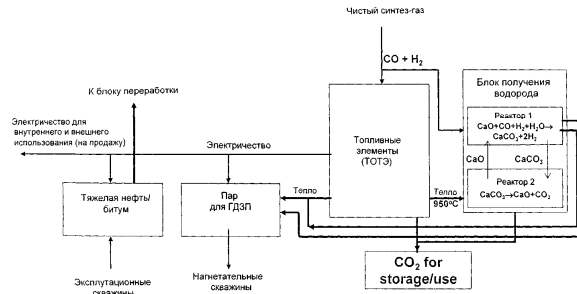 Чистый синтез-газ
CO + H2
К блоку переработки
Блок получения
водорода
Электричество для
внутреннего и внешнего
использования (на продажу)
Электричество
Топливные
элементы
(ТОТЭ)
Реактор 1
CaO+CO+H2+H2O→
CaCO3+2H2
CaO
CaCO3
Реактор 2
CaCO3→CaO+CO2
Тяжелая нефть/
битум
Пар
для ГДЗП
Тепло
Тепло
950°C
CO2 for
storage/use
Эксплутационные
скважины
Нагнетательные
скважины